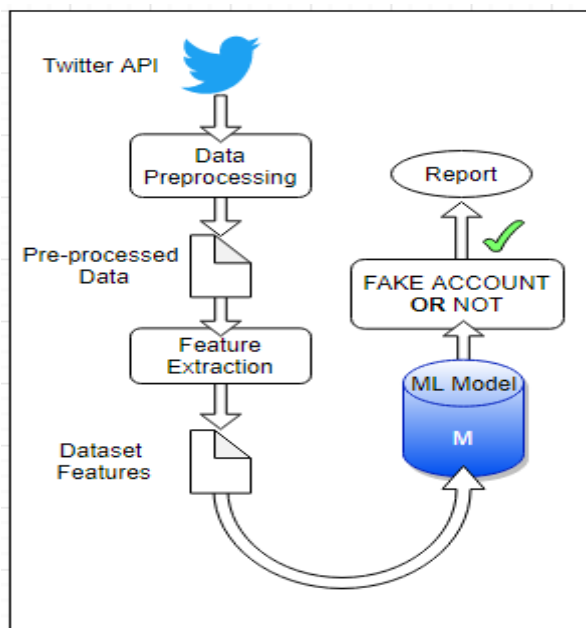 Twitter API
Data
Preprocessing
Pre-processed
Data
Feature
Extraction
Dataset
Features
Report
FAKE ACCOUNT
OR NOT
ML Model
M